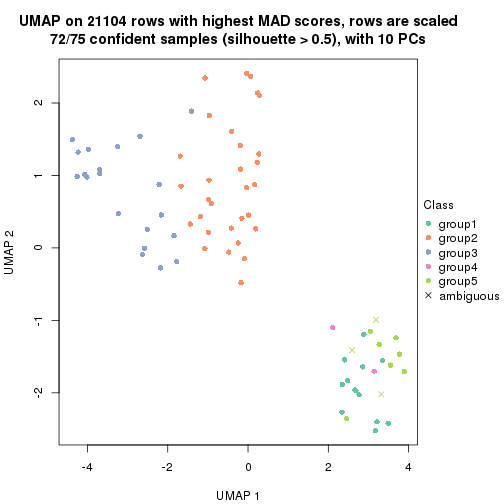 UMAP on 21104 rows with highest MAD scores, rows are scaled
72/75 confident samples (silhouette > 0.5), with 10 PCs
2
1
0
-1
-2
UMAP 2
-4
-2
0
2
4
UMAP 1
Class
group1
group2
group3
group4
group5
ambiguous